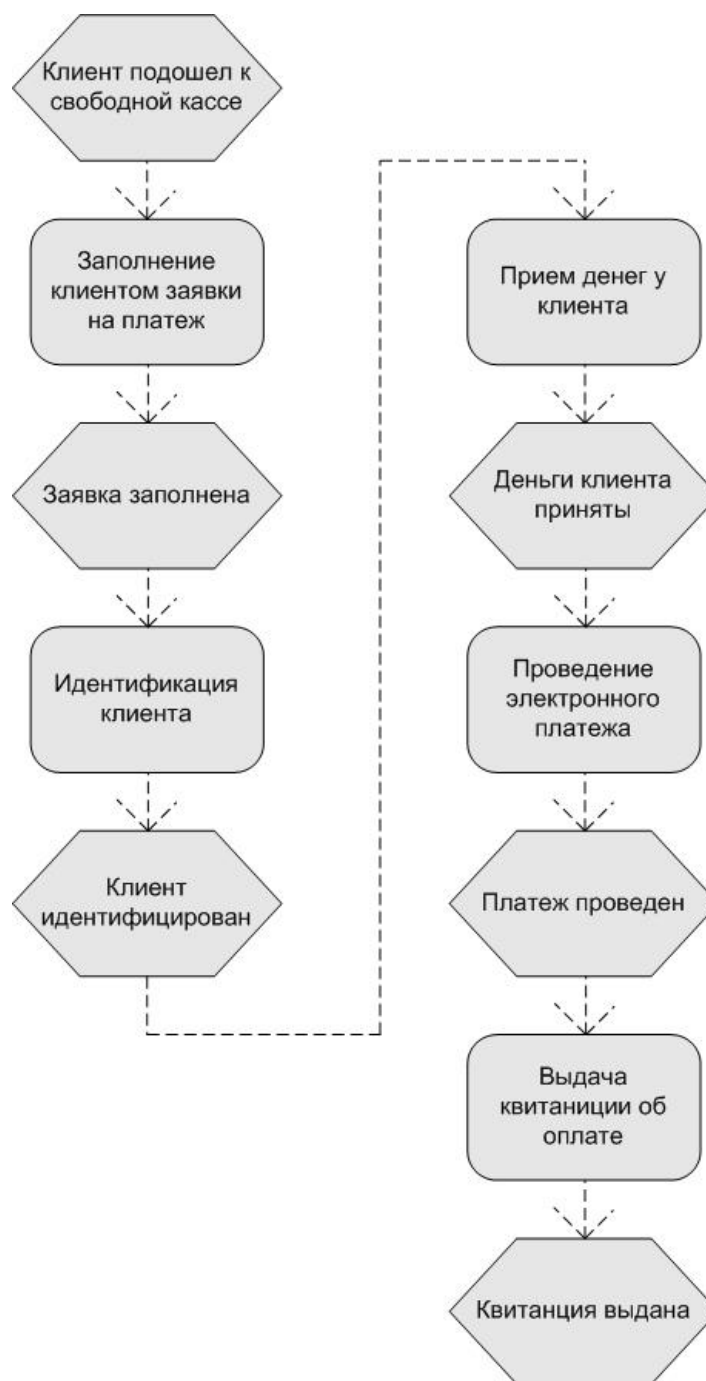 Клиент подошел к
свободной кассе
Заполнение
клиентом заявки
на платеж
Заявка заполнена
Идентификация
клиента
Клиент
идентифицирован
Прием денег у
клиента
Деньги клиента
приняты
Проведение
электронного
платежа
Платеж проведен
Выдача
квитаниции об
оплате
Квитанция выдана